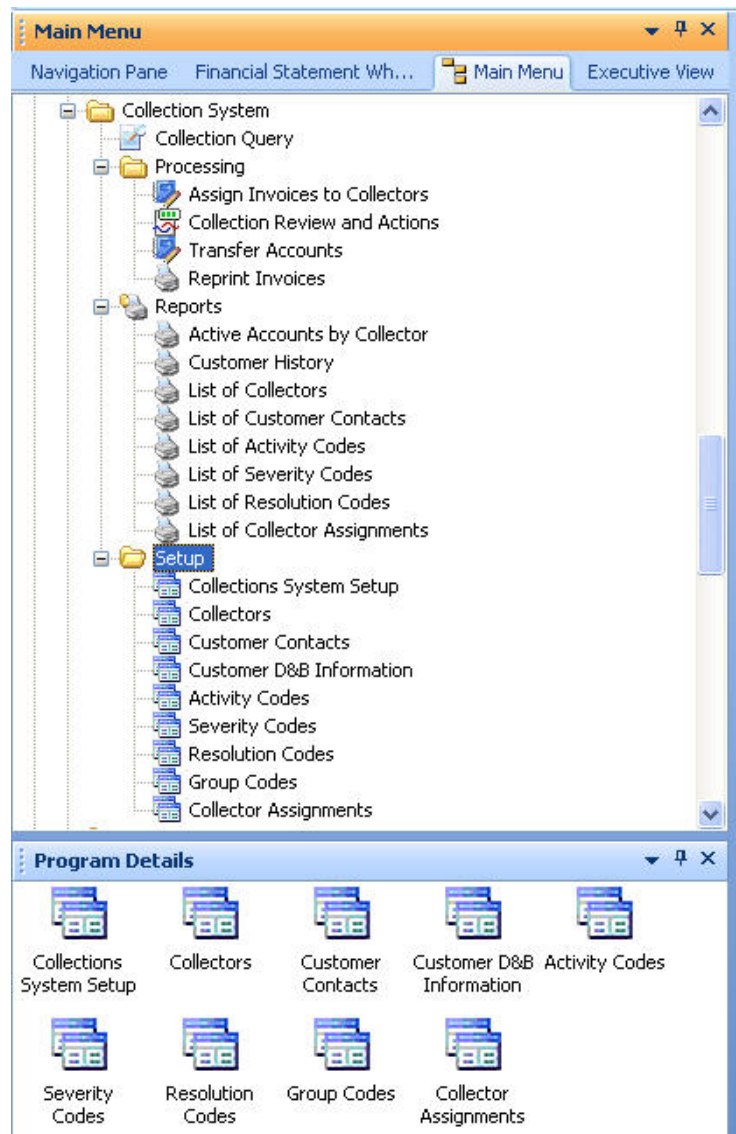 Main Menu
Navigation Pane Financial Statement Wh... Main Menu Executive View
Collection System
Collection Query
Processing
Assign Invoices to Collectors
Collection Review and Actions
Transfer Accounts
Reprint Invoices
Reports
Active Accounts by Collector
Customer History
List of Collectors
List of Customer Contacts
List of Activity Codes
List of Severity Codes
List of Resolution Codes
List of Collector Assignments
Setup
Collections System Setup
Collectors
Customer Contacts
Customer D&B Information
Activity Codes
Severity Codes
Resolution Codes
Group Codes
Collector Assignments
Program Details
Collections System Setup
Collectors
Customer Contacts
Customer D&B Information
Activity Codes
Severity Codes
Resolution Codes
Group Codes
Collector Assignments